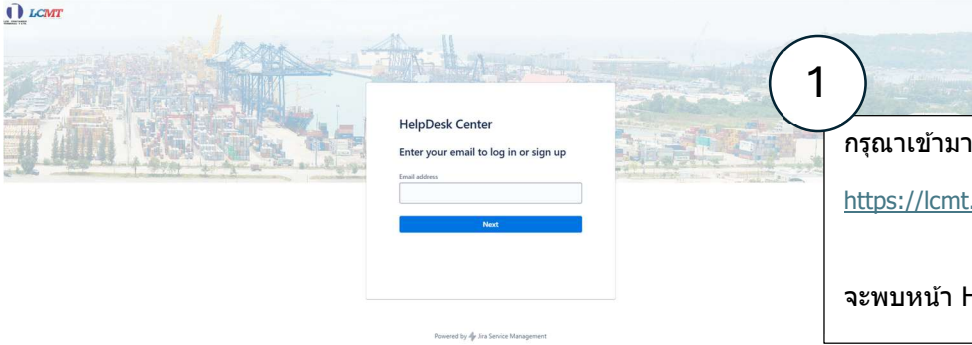 LCMT
HelpDesk Center
Enter your email to log in or sign up
Email address
Next
Powered by Jira Service Management
1
กรุณาเข้ามา
https://lcmt.
จะพบหน้า H